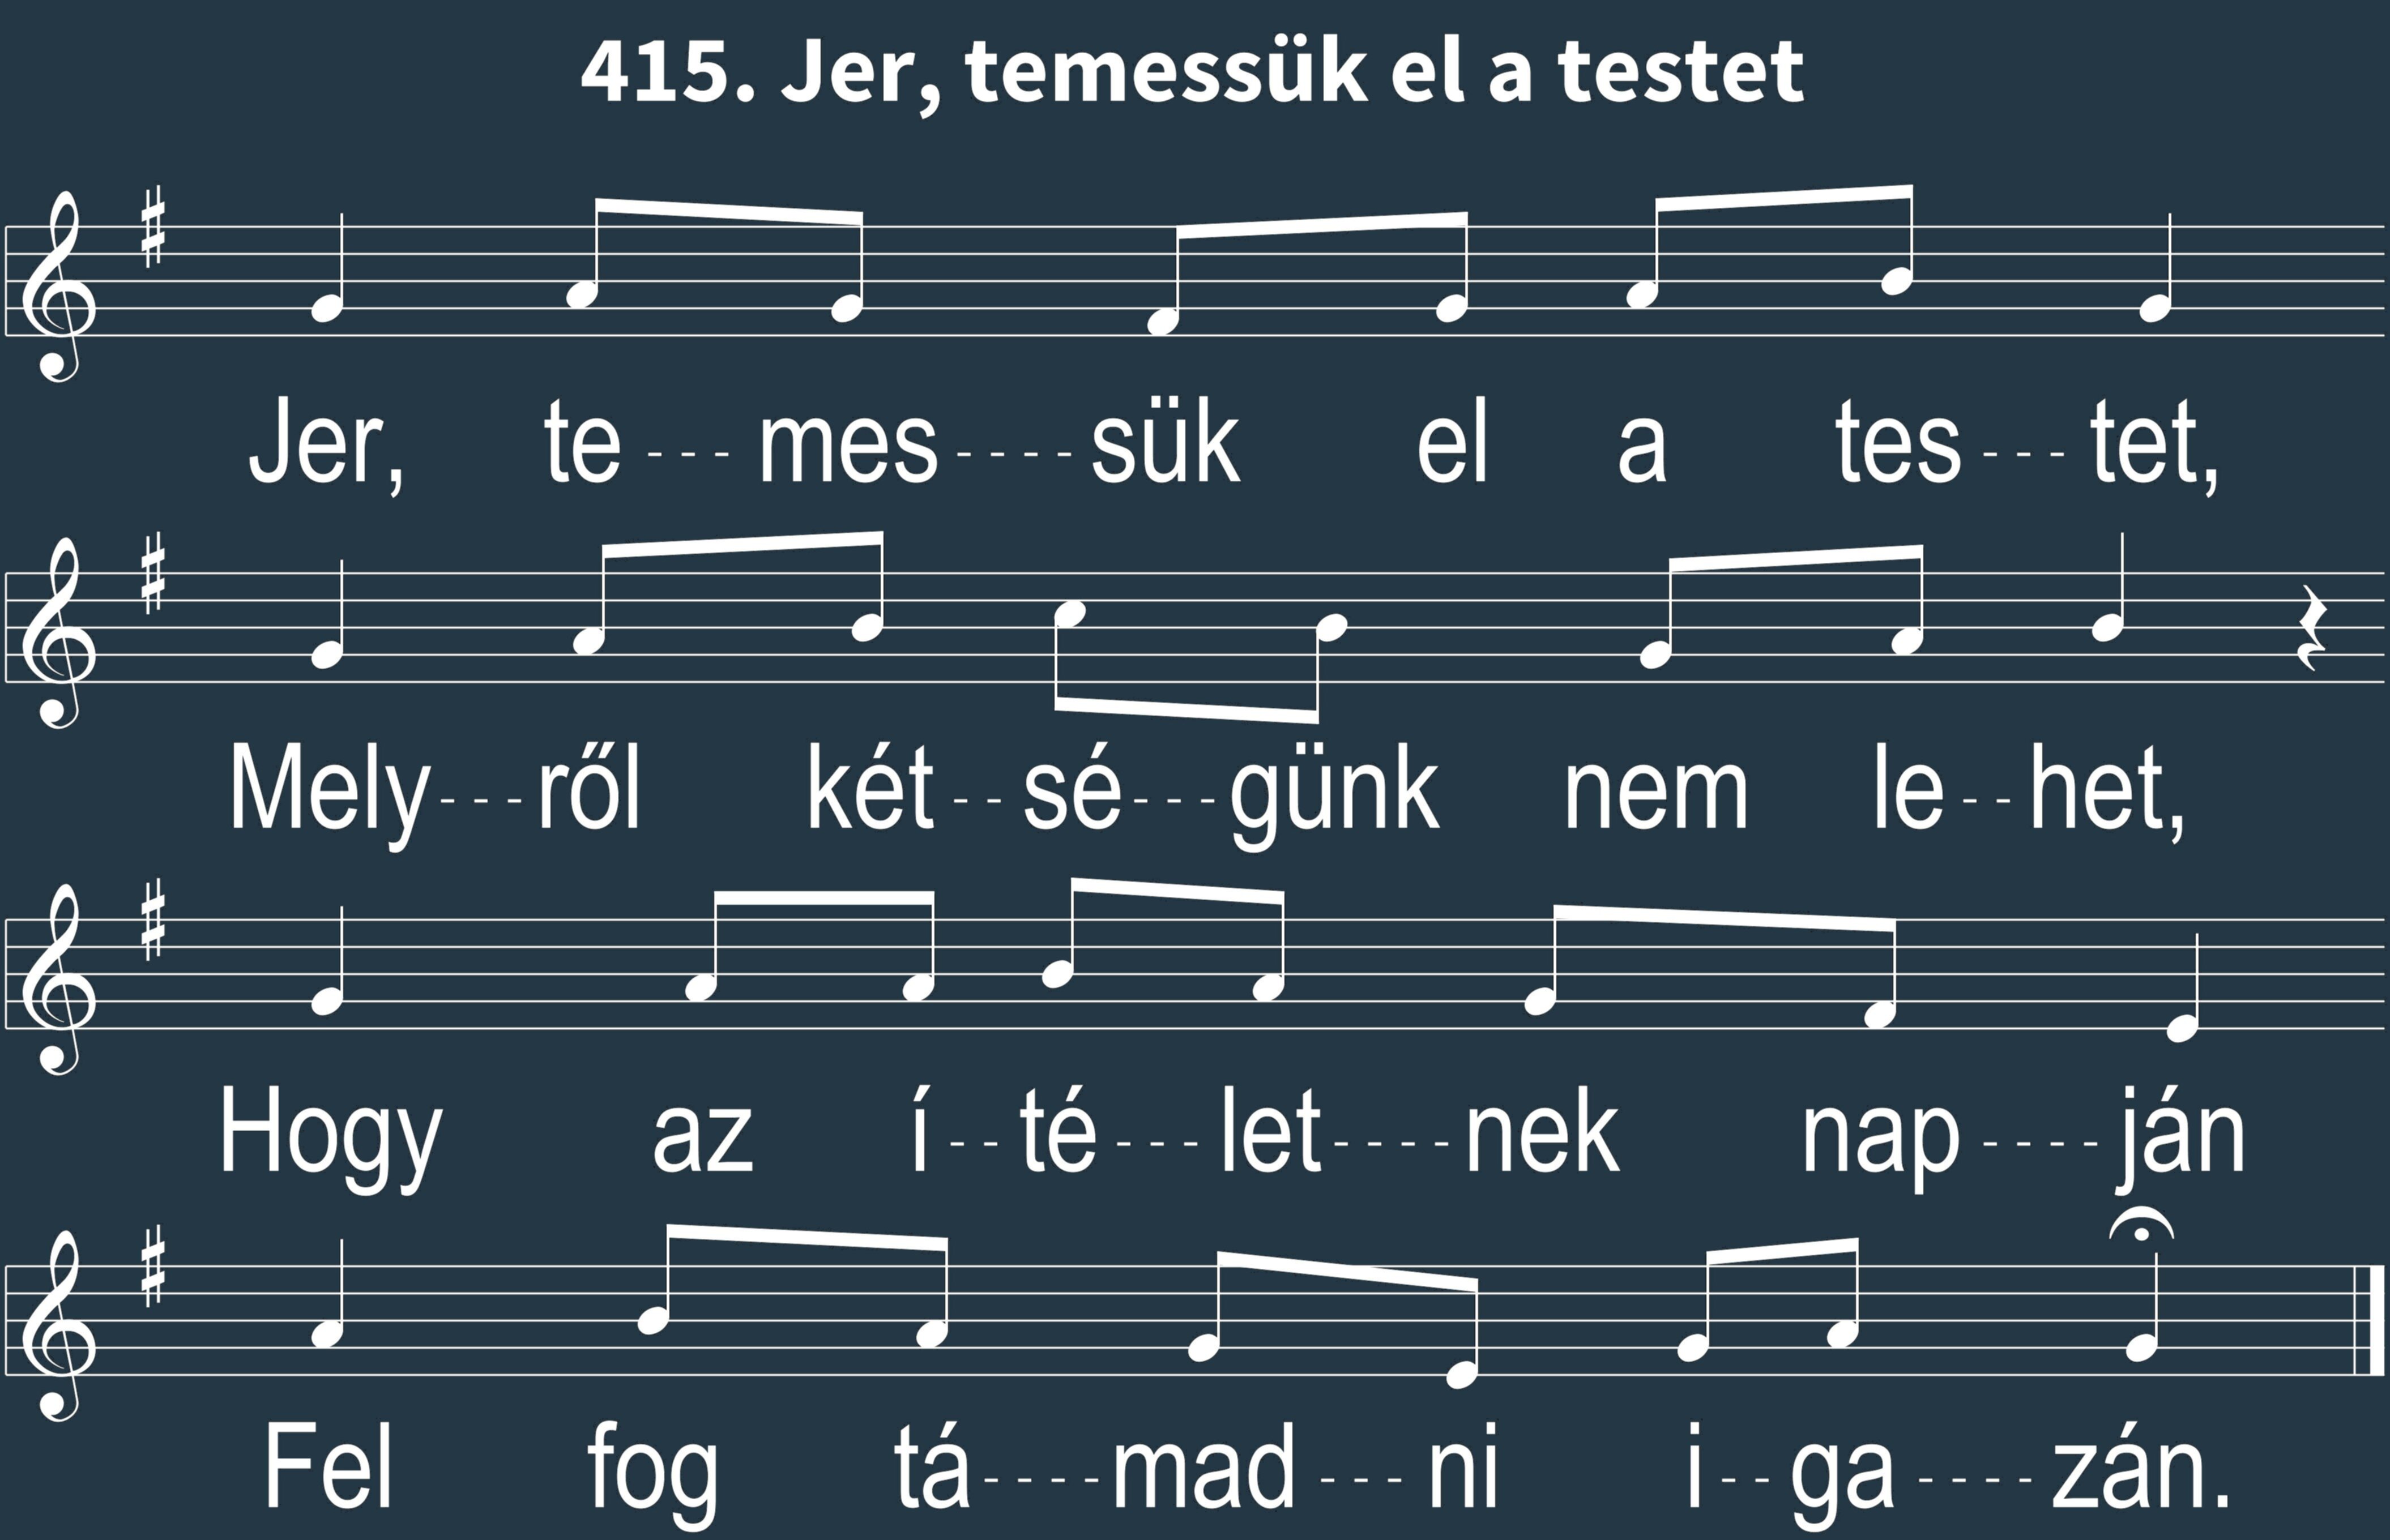 415. Jer, temessük el a testet
Jer, te---mes----sük el a tes---tet,
Mely---ről két--sé---günk nem le--het,
Hogy az í--té---let----nek nap----ján
Fel fog tá----mad---ni i--ga----zán.